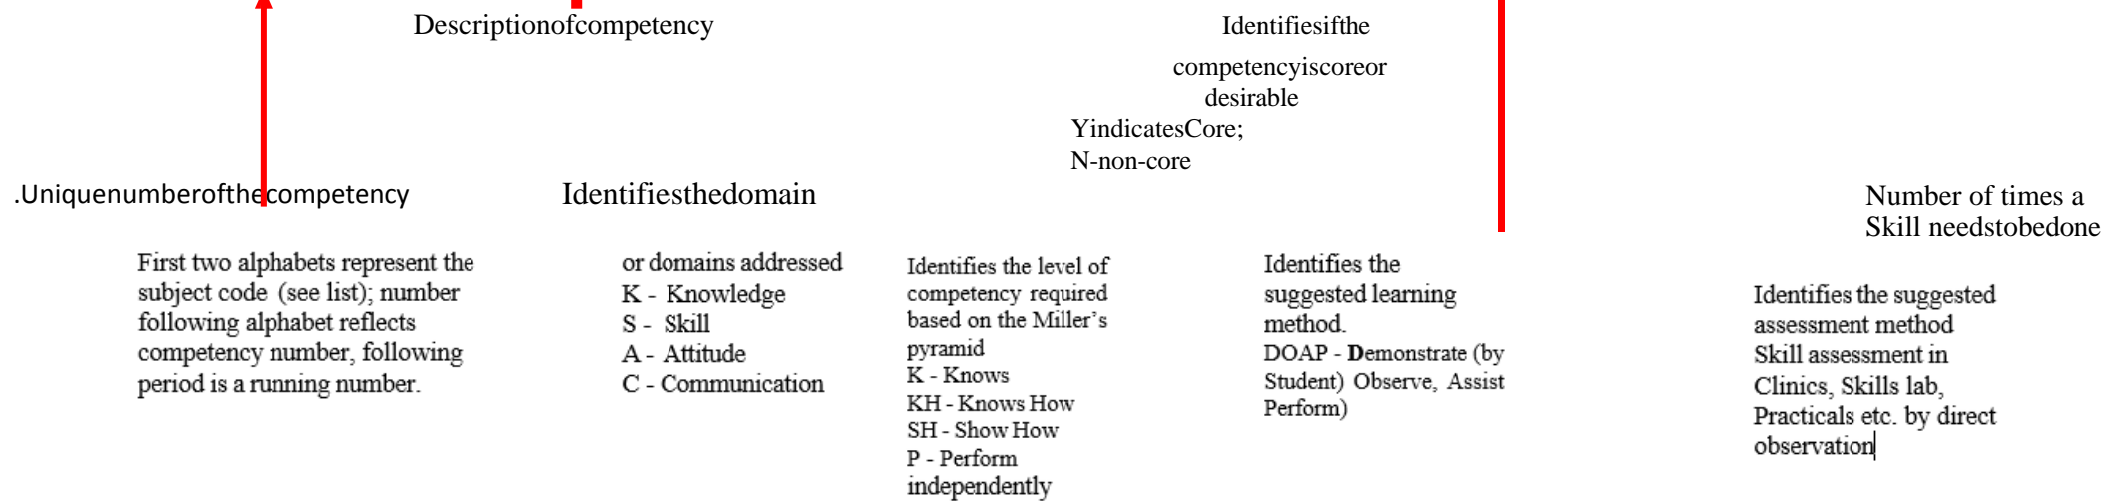 Descriptionofcompetency
Identifiesifthe
competencyiscoreor
desirable
YindicatesCore;
N-non-core
.Uniquenumberofthecompetency
Identifiesthedomain
Number of times a
Skill needstobedone
First two alphabets represent the
subject code (see list); number
following alphabet reflects
competency number, following
period is a running number.
or domains addressed
K - Knowledge
S - Skill
A - Attitude
C - Communication
Identifies the level of
competency required
based on the Miller's
pyramid
K - Knows
KH - Knows How
SH - Show How
P - Perform
independently
Identifies the
suggested learning
method.
DOAP - Demonstrate (by
Student) Observe, Assist
Perform)
Identifies the suggested
assessment method
Skill assessment in
Clinics, Skills lab,
Practicals etc. by direct
observation